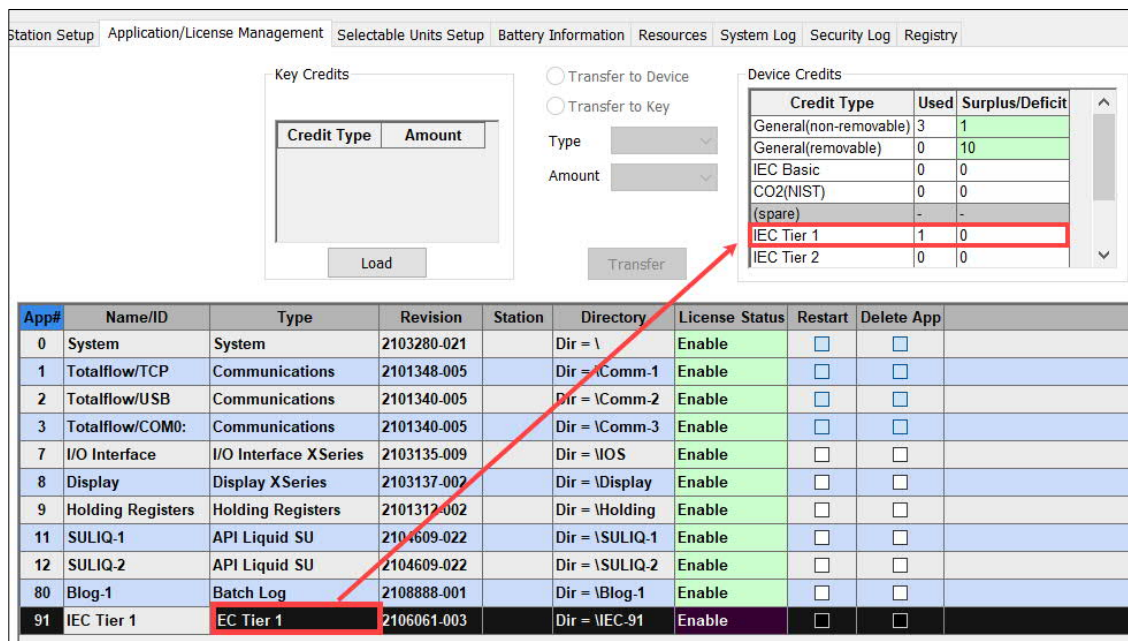 Station Setup Application/License Management Selectable Units Setup Battery Information Resources System Log Security Log Registry
Key Credits
Credit Type Amount
Load
Transfer to Device
Transfer to Key
Type
Amount
Transfer
Device Credits
Credit Type Used Surplus/Deficit
General(non-removable) 3 1
General(removable) 0 10
IEC Basic 0 0
CO2(NIST) 0 0
(spare) - -
IEC Tier 1 1 0
IEC Tier 2 0 0
App# Name/ID Type Revision Station Directory License Status Restart Delete App
0 System System 2103280-021 Dir = \ Enable
1 Totalflow/TCP Communications 2101348-005 Dir = \Comm-1 Enable
2 Totalflow/USB Communications 2101340-005 Dir = \Comm-2 Enable
3 Totalflow/COM0: Communications 2101340-005 Dir = \Comm-3 Enable
7 I/O Interface I/O Interface XSeries 2103135-009 Dir = \IOS Enable
8 Display Display XSeries 2103137-002 Dir = \Display Enable
9 Holding Registers Holding Registers 2101312-002 Dir = \Holding Enable
11 SULIQ-1 API Liquid SU 2104609-022 Dir = \SULIQ-1 Enable
12 SULIQ-2 API Liquid SU 2104609-022 Dir = \SULIQ-2 Enable
80 Blog-1 Batch Log 2108888-001 Dir = \Blog-1 Enable
91 IEC Tier 1 EC Tier 1 2106061-003 Dir = \IEC-91 Enable